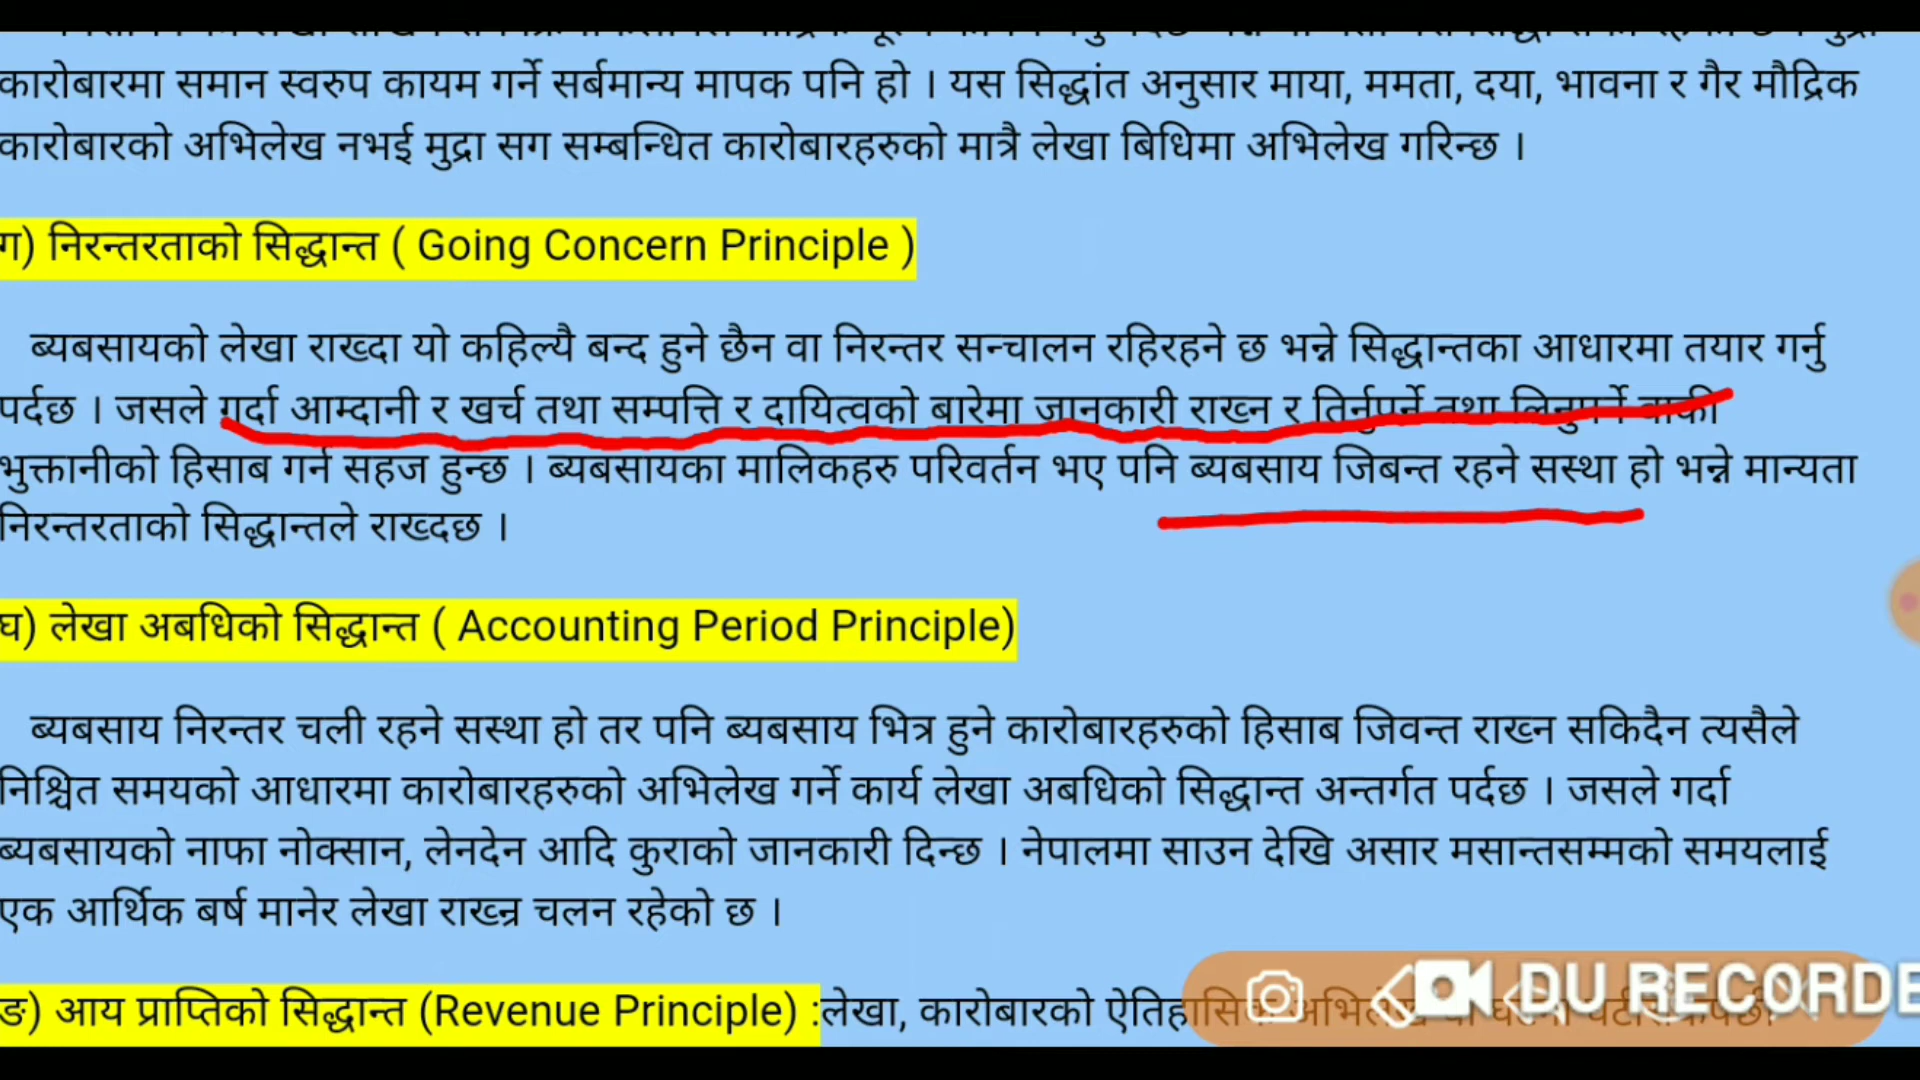 कारोबारमा समान स्वरुप कायम गर्ने सर्बमान्य मापक पनि हो । यस सिद्धांत अनुसार माया, ममता, दया, भावना र गैर मौद्रिक
कारोबारको अभिलेख नभई मुद्रा सग सम्बन्धित कारोबारहरुको मात्रै लेखा बिधिमा अभिलेख गरिन्छ ।
ग) निरन्तरताको सिद्धान्त ( Going Concern Principle )
ब्यबसायको लेखा राख्दा यो कहिल्यै बन्द हुने छैन वा निरन्तर सन्चालन रहिरहने छ भन्ने सिद्धान्तका आधारमा तयार गर्नु
पर्दछ । जसले गर्दा आम्दानी र खर्च तथा सम्पत्ति र दायित्वको बारेमा जानकारी राख्न र तिर्नुपर्ने तथा लिनुपर्ने बाकी
भुक्तानीको हिसाब गर्न सहज हुन्छ । ब्यबसायका मालिकहरु परिवर्तन भए पनि ब्यबसाय जिबन्त रहने सस्था हो भन्ने मान्यता
निरन्तरताको सिद्धान्तले राख्दछ ।
घ) लेखा अबधिको सिद्धान्त ( Accounting Period Principle)
ब्यबसाय निरन्तर चली रहने सस्था हो तर पनि ब्यबसाय भित्र हुने कारोबारहरुको हिसाब जिवन्त राख्न सकिदैन त्यसैले
निश्चित समयको आधारमा कारोबारहरुको अभिलेख गर्ने कार्य लेखा अबधिको सिद्धान्त अन्तर्गत पर्दछ । जसले गर्दा
ब्यबसायको नाफा नोक्सान, लेनदेन आदि कुराको जानकारी दिन्छ । नेपालमा साउन देखि असार मसान्तसम्मको समयलाई
एक आर्थिक बर्ष मानेर लेखा राख्न्र चलन रहेको छ ।
ङ) आय प्राप्तिको सिद्धान्त (Revenue Principle) :लेखा, कारोबारको ऐतिहासिक
DU RECORDE